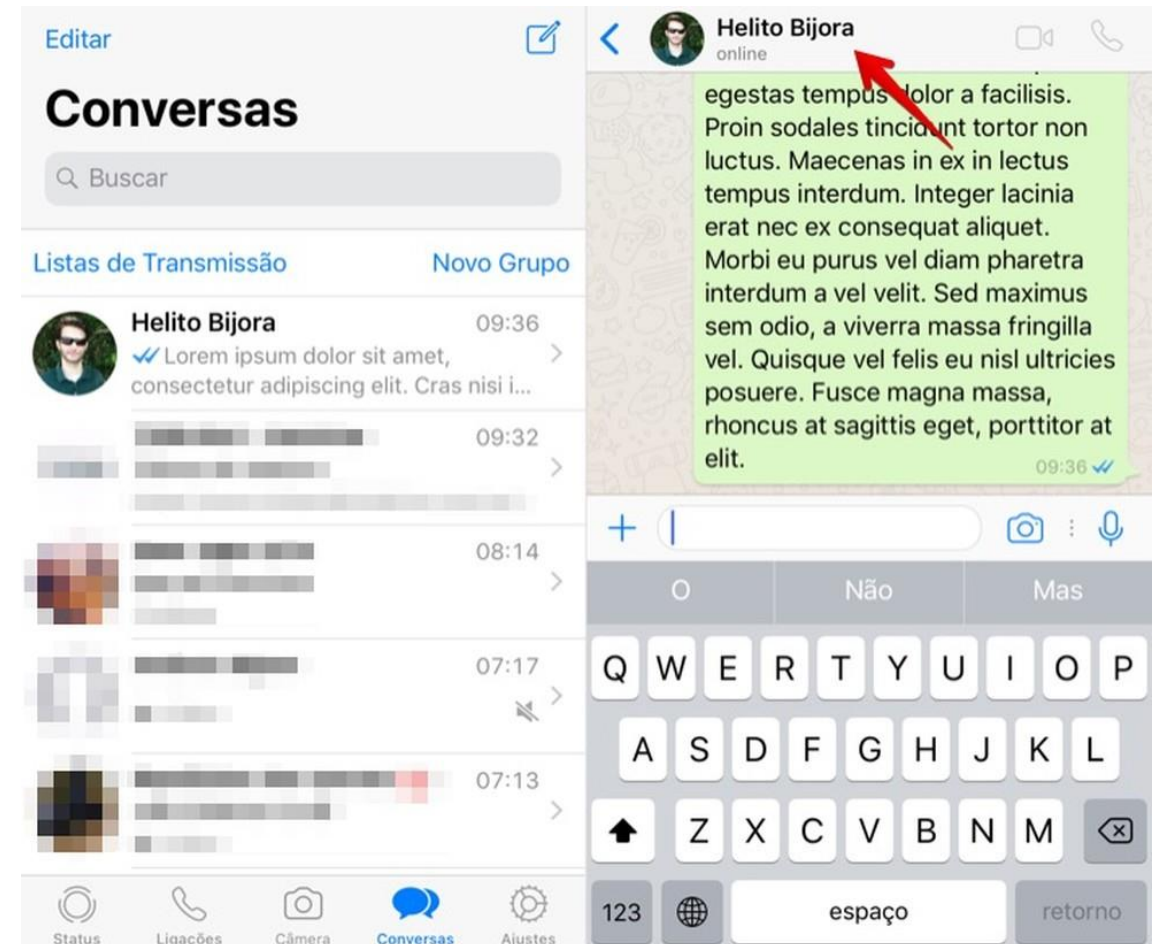 Editar
Conversas
Buscar
Listas de Transmissão
Novo Grupo
Helito Bijora
09:36
Lorem ipsum dolor sit amet,
consectetur adipiscing elit. Cras nisi i...
09:32
08:14
07:17
07:13
Status
Ligações
Câmera
Conversas
Ajustes
Helito Bijora
online
egestas tempus dolor a facilisis.
Proin sodales tincidunt tortor non
luctus. Maecenas in ex in lectus
tempus interdum. Integer lacinia
erat nec ex consequat aliquet.
Morbi eu purus vel diam pharetra
interdum a vel velit. Sed maximus
sem odio, a viverra massa fringilla
vel. Quisque vel felis eu nisl ultricies
posuere. Fusce magna massa,
rhoncus at sagittis eget, porttitor at
elit.
09:36
O
Não
Mas
Q W E R T Y U I O P
A S D F G H J K L
Z X C V B N M
123
espaço
retorno